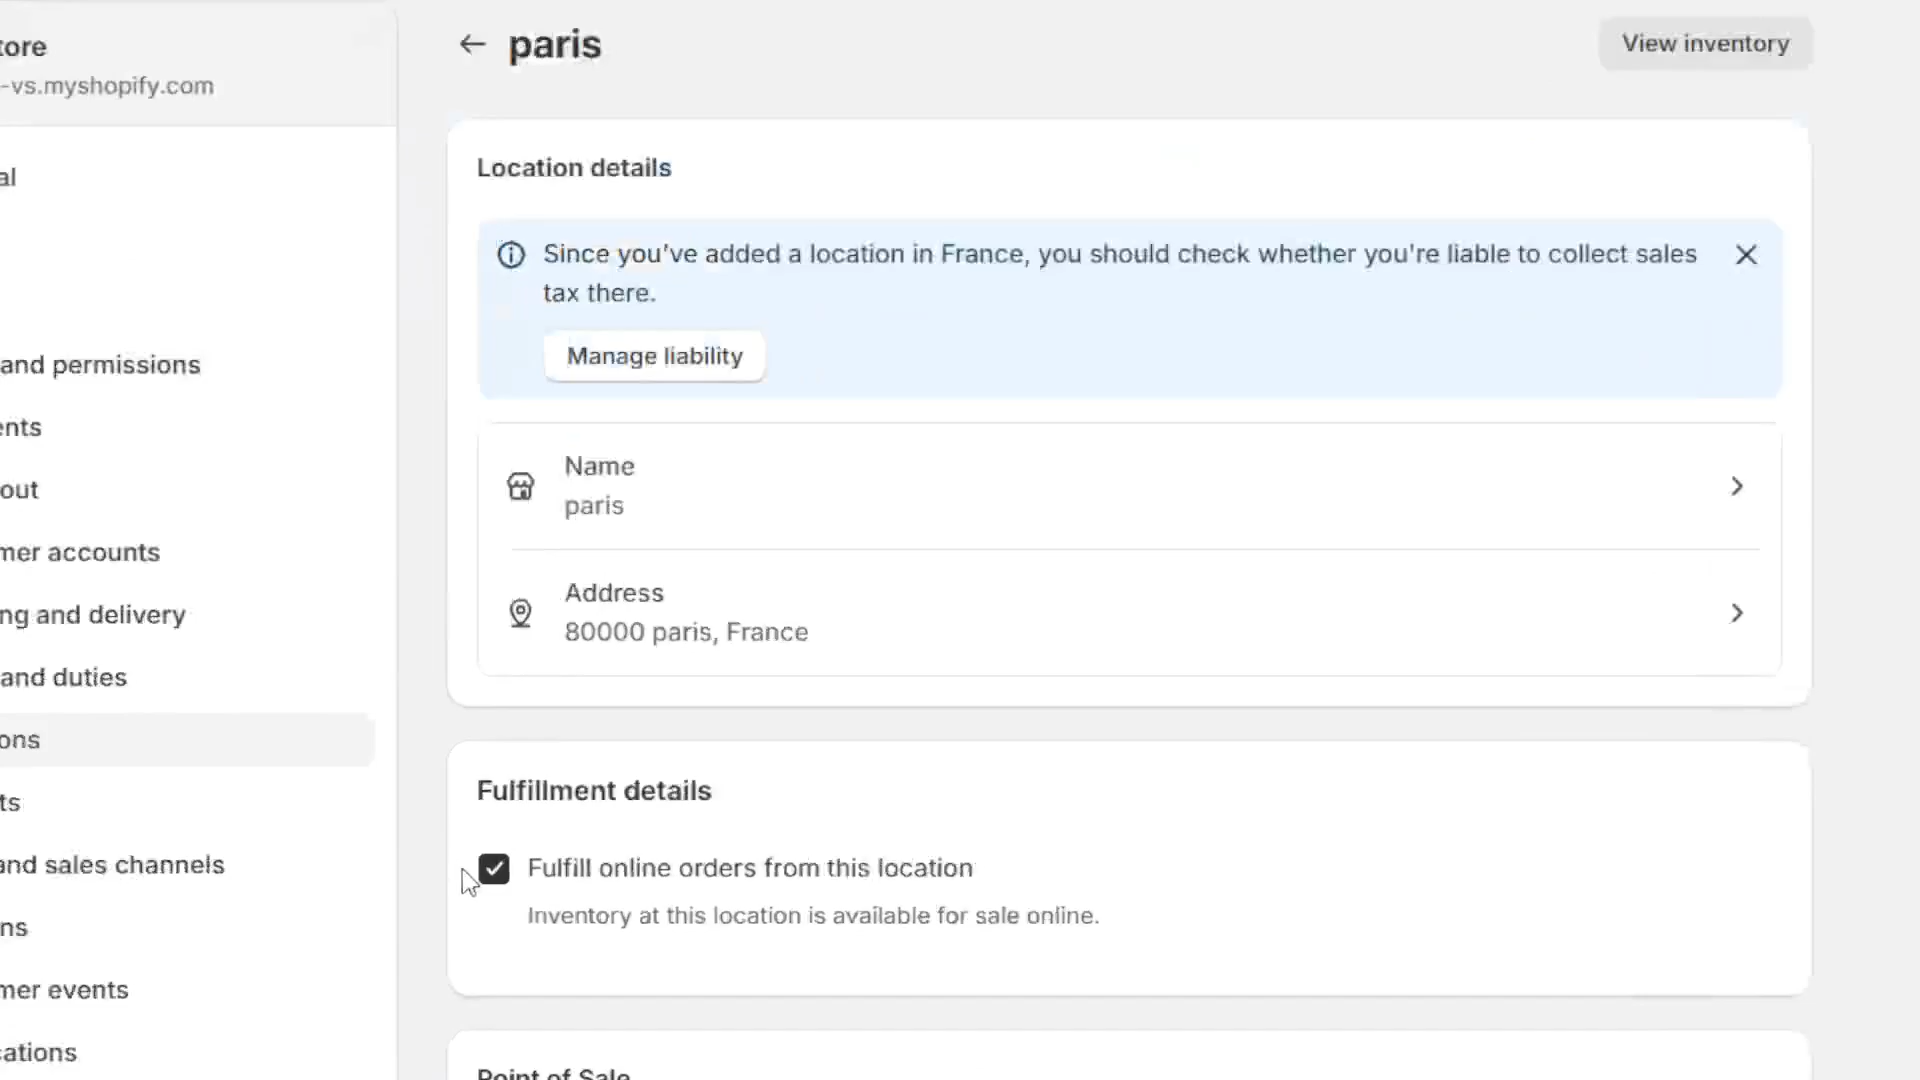 tore
-vs.myshopify.com
al
and permissions
ents
out
mer accounts
ng and delivery
and duties
ons
ts
and sales channels
ns
mer events
cations
paris
View inventory
Location details
Since you've added a location in France, you should check whether you're liable to collect sales
tax there.
Manage liability
Name
paris
Address
80000 paris, France
Fulfillment details
Fulfill online orders from this location
Inventory at this location is available for sale online.
Point of Sale